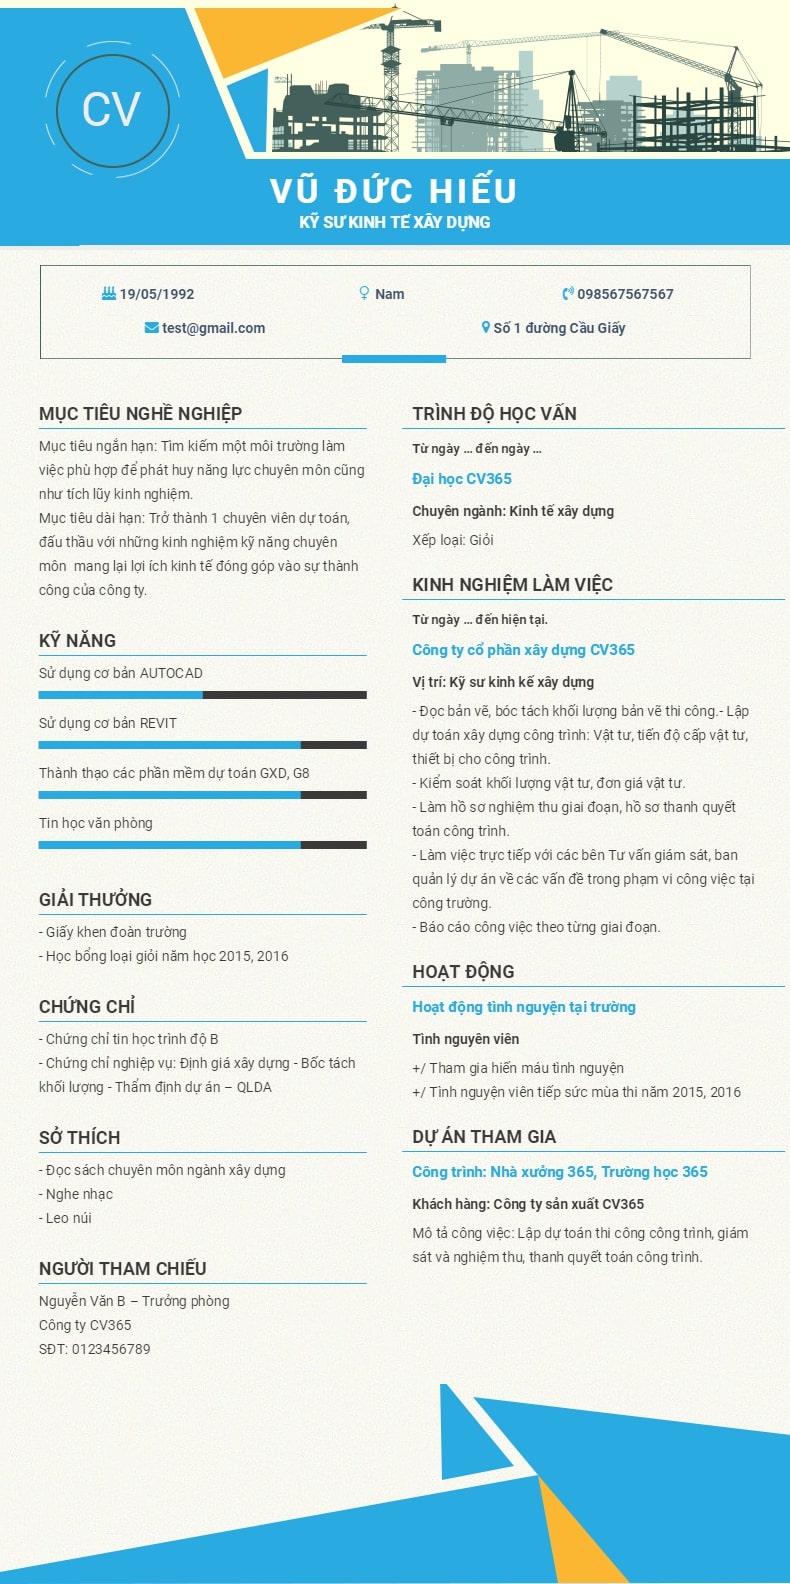 CV
VŨ ĐỨC HIẾU
KỸ SƯ KINH TẾ XÂY DỰNG
19/05/1992
Nam
098567567567
test@gmail.com
Số 1 đường Cầu Giấy
MỤC TIÊU NGHỀ NGHIỆP
Mục tiêu ngắn hạn: Tìm kiếm một môi trường làm
việc phù hợp để phát huy năng lực chuyên môn cũng
như tích lũy kinh nghiệm.
Mục tiêu dài hạn: Trở thành 1 chuyên viên dự toán,
đấu thầu với những kinh nghiệm kỹ năng chuyên
môn  mang lại lợi ích kinh tế đóng góp vào sự thành
công của công ty.
KỸ NĂNG
Sử dụng cơ bản AUTOCAD
Sử dụng cơ bản REVIT
Thành thạo các phần mềm dự toán GXD, G8
Tin học văn phòng
GIẢI THƯỞNG
- Giấy khen đoàn trường
- Học bổng loại giỏi năm học 2015, 2016
CHỨNG CHỈ
- Chứng chỉ tin học trình độ B
- Chứng chỉ nghiệp vụ: Định giá xây dựng - Bốc tách
khối lượng - Thẩm định dự án – QLDA
SỞ THÍCH
- Đọc sách chuyên môn ngành xây dựng
- Nghe nhạc
- Leo núi
NGƯỜI THAM CHIẾU
Nguyễn Văn B – Trưởng phòng
Công ty CV365
SĐT: 0123456789
TRÌNH ĐỘ HỌC VẤN
Từ ngày ... đến ngày ...
Đại học CV365
Chuyên ngành: Kinh tế xây dựng
Xếp loại: Giỏi
KINH NGHIỆM LÀM VIỆC
Từ ngày ... đến hiện tại.
Công ty cổ phần xây dựng CV365
Vị trí: Kỹ sư kinh kế xây dựng
- Đọc bản vẽ, bóc tách khối lượng bản vẽ thi công.- Lập
dự toán xây dựng công trình: Vật tư, tiến độ cấp vật tư,
thiết bị cho công trình.
- Kiểm soát khối lượng vật tư, đơn giá vật tư.
- Làm hồ sơ nghiệm thu giai đoạn, hồ sơ thanh quyết
toán công trình.
- Làm việc trực tiếp với các bên Tư vấn giám sát, ban
quản lý dự án về các vấn đề trong phạm vi công việc tại
công trường.
- Báo cáo công việc theo từng giai đoạn.
HOẠT ĐỘNG
Hoạt động tình nguyện tại trường
Tình nguyên viên
+/ Tham gia hiến máu tình nguyện
+/ Tình nguyện viên tiếp sức mùa thi năm 2015, 2016
DỰ ÁN THAM GIA
Công trình: Nhà xưởng 365, Trường học 365
Khách hàng: Công ty sản xuất CV365
Mô tả công việc: Lập dự toán thi công công trình, giám
sát và nghiệm thu, thanh quyết toán công trình.